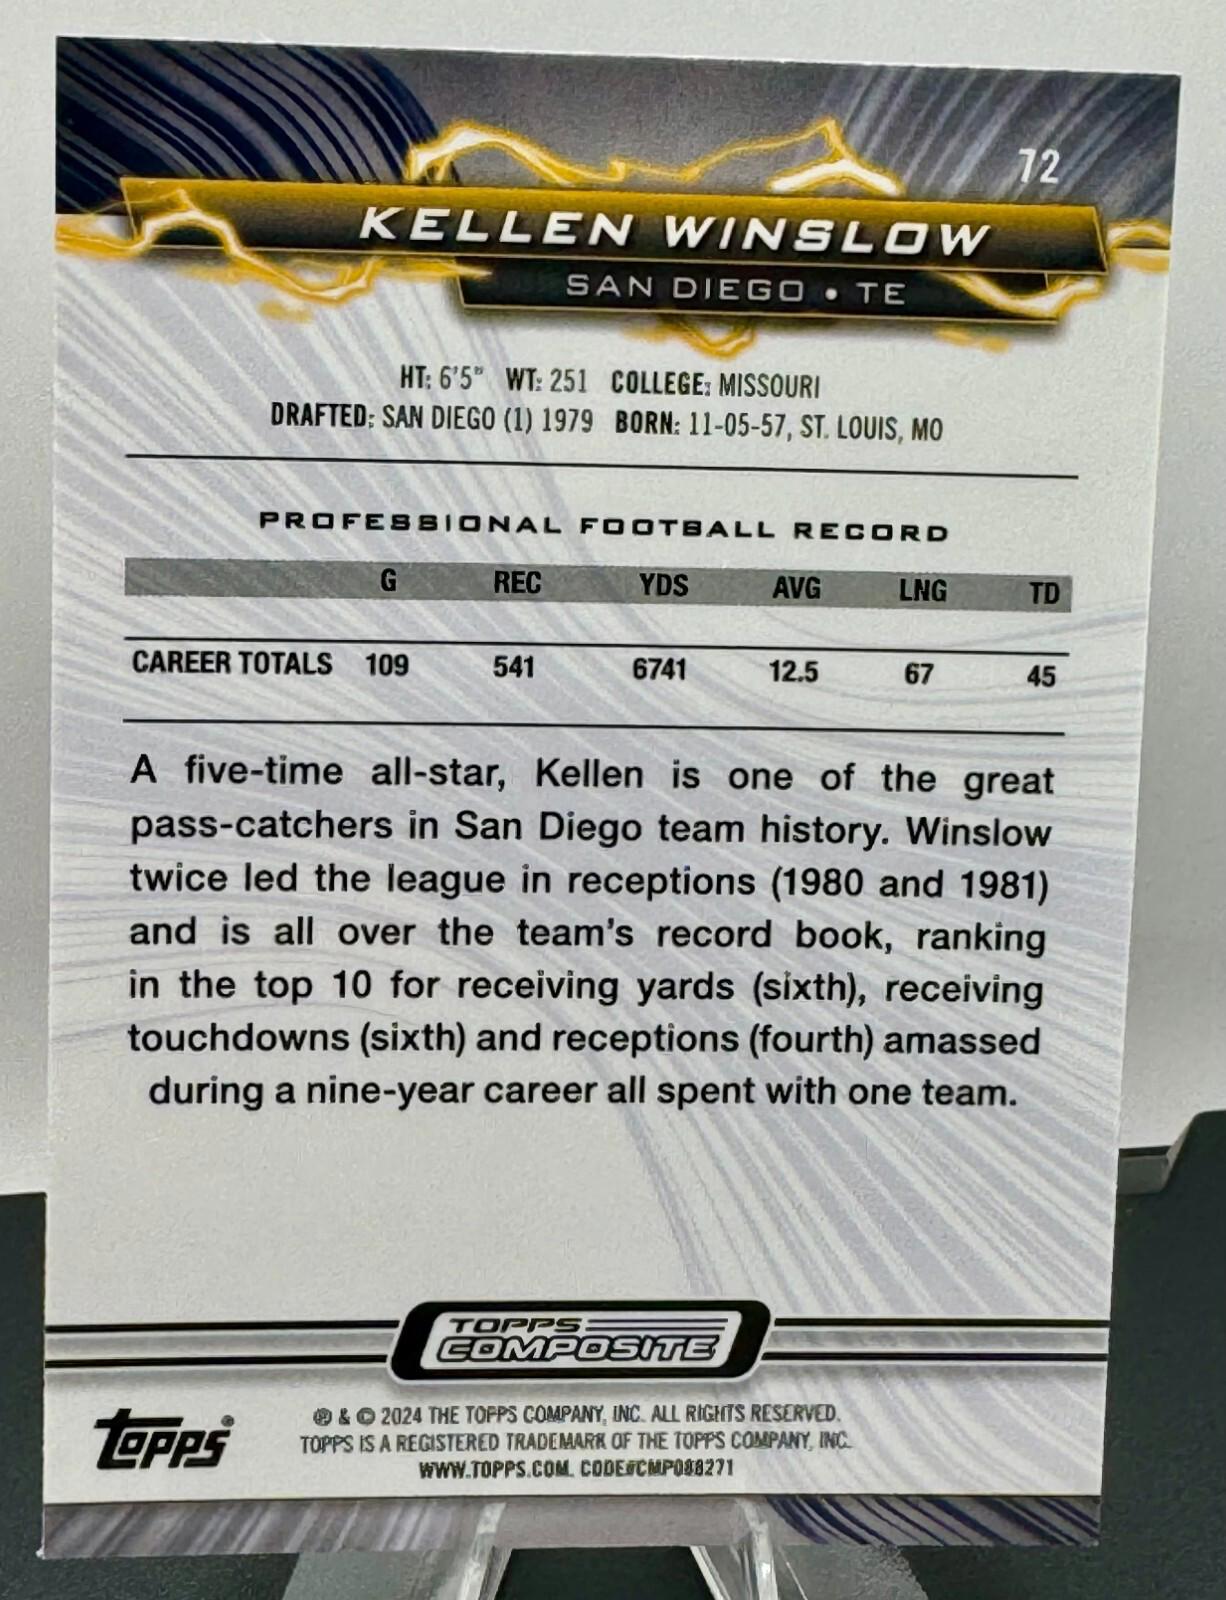 72
KELLEN WINSLOW
SAN DIEGO • TE
HT: 6'5" WT: 251 COLLEGE: MISSOURI
DRAFTED: SAN DIEGO (1) 1979 BORN: 11-05-57, ST. LOUIS, MO
PROFESSIONAL FOOTBALL RECORD
G REC YDS AVG LNG TD
CAREER TOTALS 109 541 6741 12.5 67 45
A five-time all-star, Kellen is one of the great
pass-catchers in San Diego team history. Winslow
twice led the league in receptions (1980 and 1981)
and is all over the team's record book, ranking
in the top 10 for receiving yards (sixth), receiving
touchdowns (sixth) and receptions (fourth) amassed
during a nine-year career all spent with one team.
TOPPS
COMPOSITE
Topps®
℗ & © 2024 THE TOPPS COMPANY, INC. ALL RIGHTS RESERVED.
TOPPS IS A REGISTERED TRADEMARK OF THE TOPPS COMPANY, INC.
WWW.TOPPS.COM. CODE#CMP088271